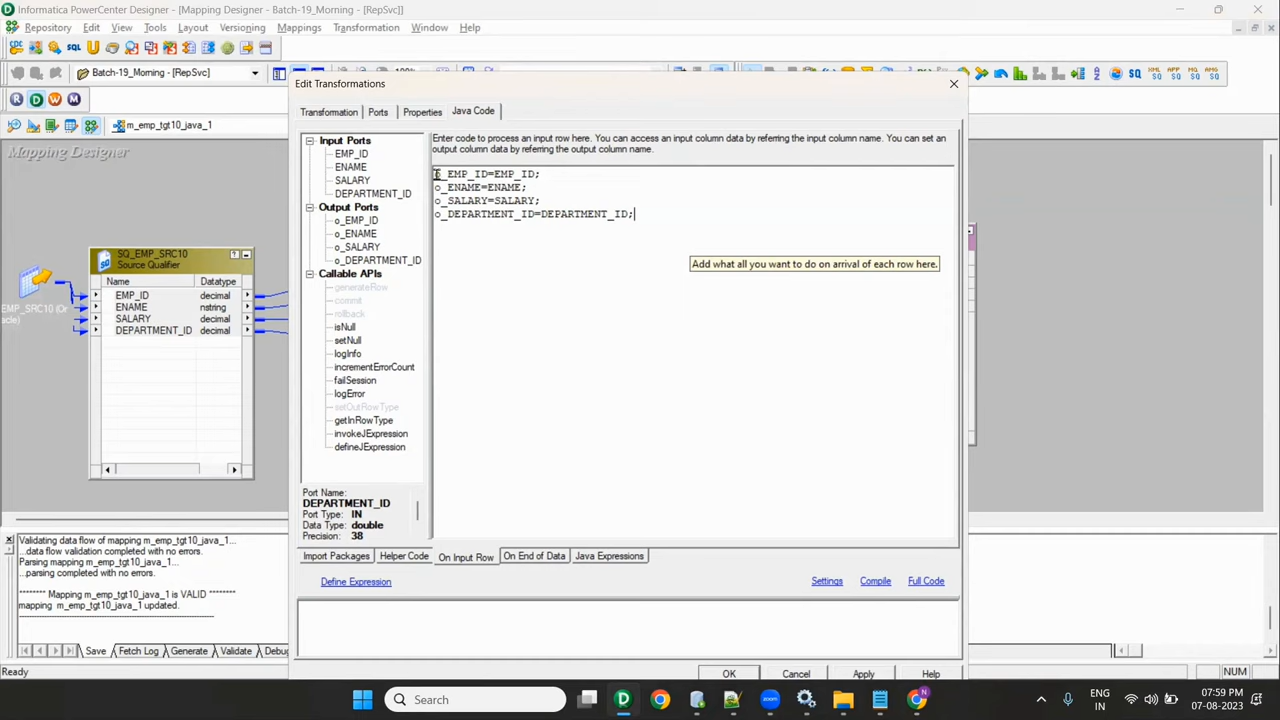 Informatica PowerCenter Designer - [Mapping Designer - Batch-19_Morning - [RepSvc]]
Repository Edit View Tools Layout Versioning Mappings Transformation Window Help
Batch-19_Morning - [RepSvc]
100%
m_emp_tgt10_java_1
Mapping Designer
Edit Transformations
Transformation Ports Properties Java Code
Input Ports
EMP_ID
ENAME
SALARY
DEPARTMENT_ID
Output Ports
o_EMP_ID
o_ENAME
o_SALARY
o_DEPARTMENT_ID
Callable APIs
generateRow
commit
rollback
isNull
setNull
logInfo
incrementErrorCount
failSession
logError
setOutRowType
getInRowType
invokeJExpression
defineJExpression
Port Name:
DEPARTMENT_ID
Port Type: IN
Data Type: double
Precision: 38
Enter code to process an input row here. You can access an input column data by referring the input column name. You can set an
output column data by referring the output column name.
o_EMP_ID=EMP_ID;
o_ENAME=ENAME;
o_SALARY=SALARY;
o_DEPARTMENT_ID=DEPARTMENT_ID;
Add what all you want to do on arrival of each row here.
Import Packages Helper Code On Input Row On End of Data Java Expressions
Define Expression Settings Compile Full Code
OK Cancel Apply Help
SQ_EMP_SRC10
Source Qualifier
Name Datatype
EMP_ID decimal
ENAME nstring
SALARY decimal
DEPARTMENT_ID decimal
EMP_SRC10 (Or
acle)
Validating data flow of mapping m_emp_tgt10_java_1...
...data flow validation completed with no errors.
Parsing mapping m_emp_tgt10_java_1...
...parsing completed with no errors.
******** Mapping m_emp_tgt10_java_1 is VALID ********
mapping m_emp_tgt10_java_1 updated.
Save Fetch Log Generate Validate Debug
Ready
NUM
Search
ENG
IN
07:59 PM
07-08-2023